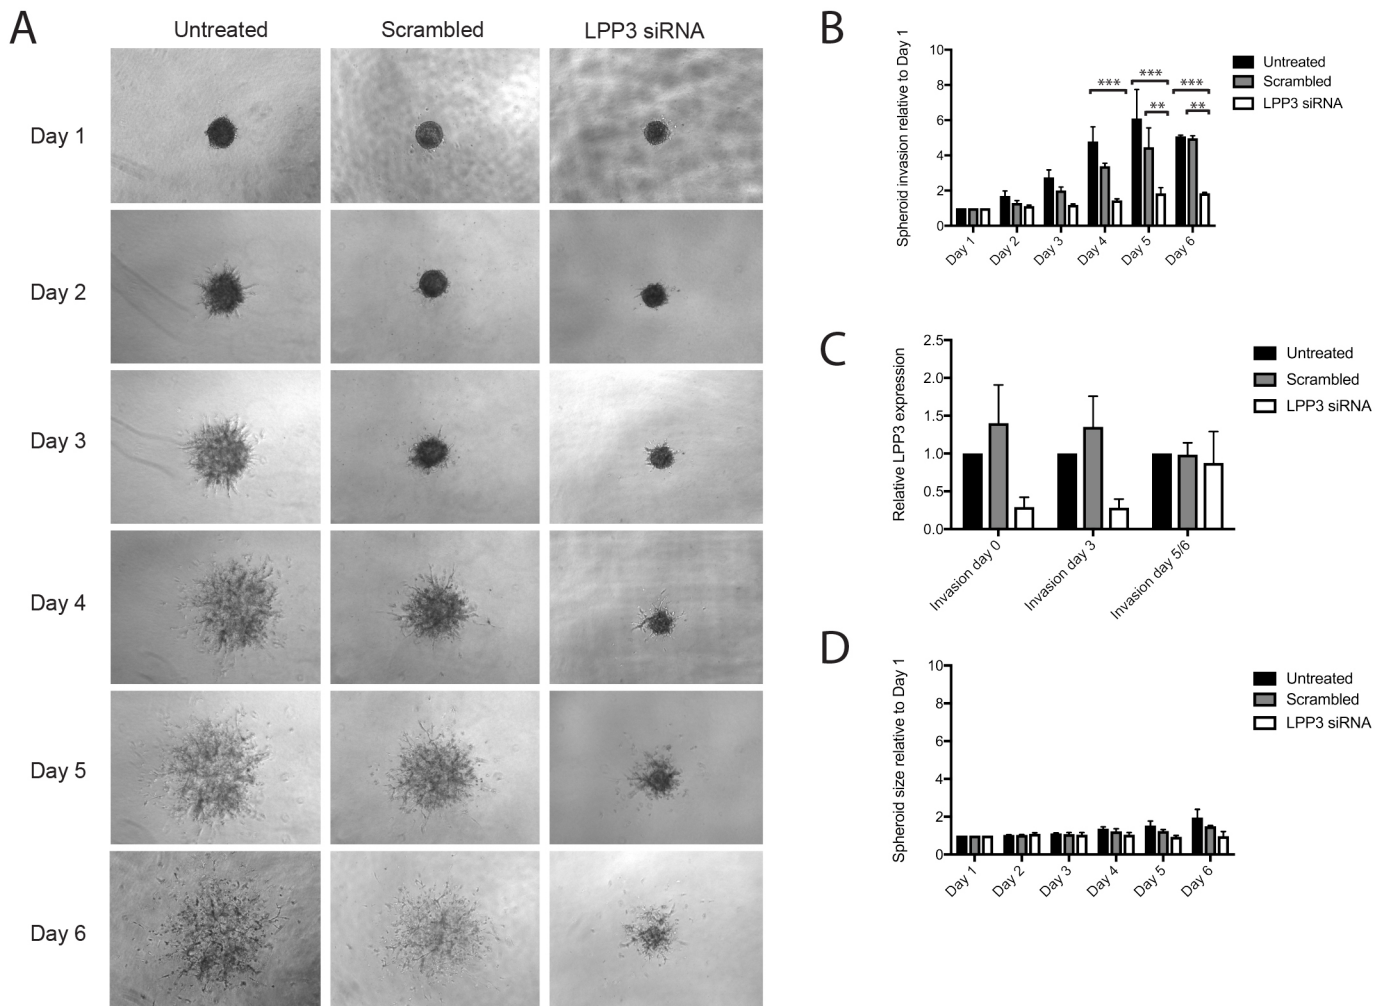 A
Untreated
Scrambled
LPP3 siRNA
Day 1
Day 2
Day 3
Day 4
Day 5
Day 6
B
Spheroid invasion relative to Day 1
10
8
6
4
2
0
***
***
***
**
**
Day 1
Day 2
Day 3
Day 4
Day 5
Day 6
Untreated
Scrambled
LPP3 siRNA
C
Relative LPP3 expression
2.5
2.0
1.5
1.0
0.5
0.0
Invasion day 0
Invasion day 3
Invasion day 5/6
Untreated
Scrambled
LPP3 siRNA
D
Spheroid size relative to Day 1
10
8
6
4
2
0
Day 1
Day 2
Day 3
Day 4
Day 5
Day 6
Untreated
Scrambled
LPP3 siRNA